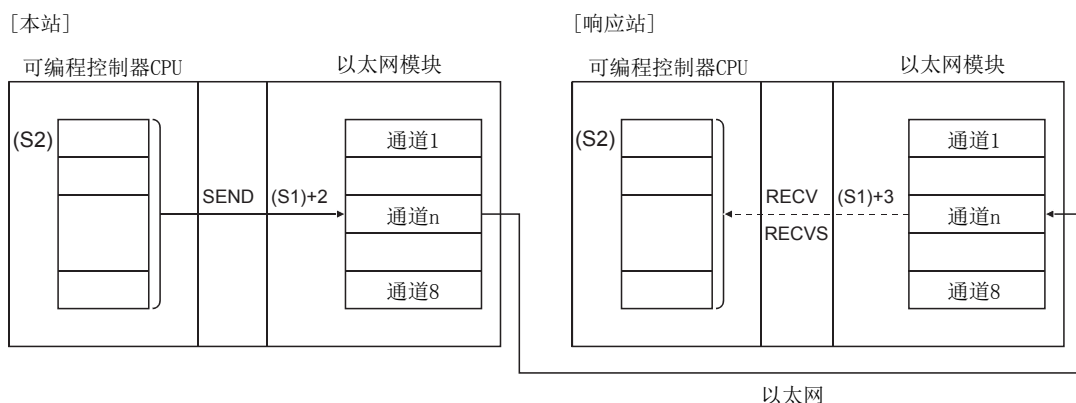 [本站]
可编程控制器CPU
以太网模块
(S2)
SEND
(S1)+2
通道1
通道n
通道8
[响应站]
可编程控制器CPU
以太网模块
(S2)
RECV
(S1)+3
RECVS
通道1
通道n
通道8
以太网